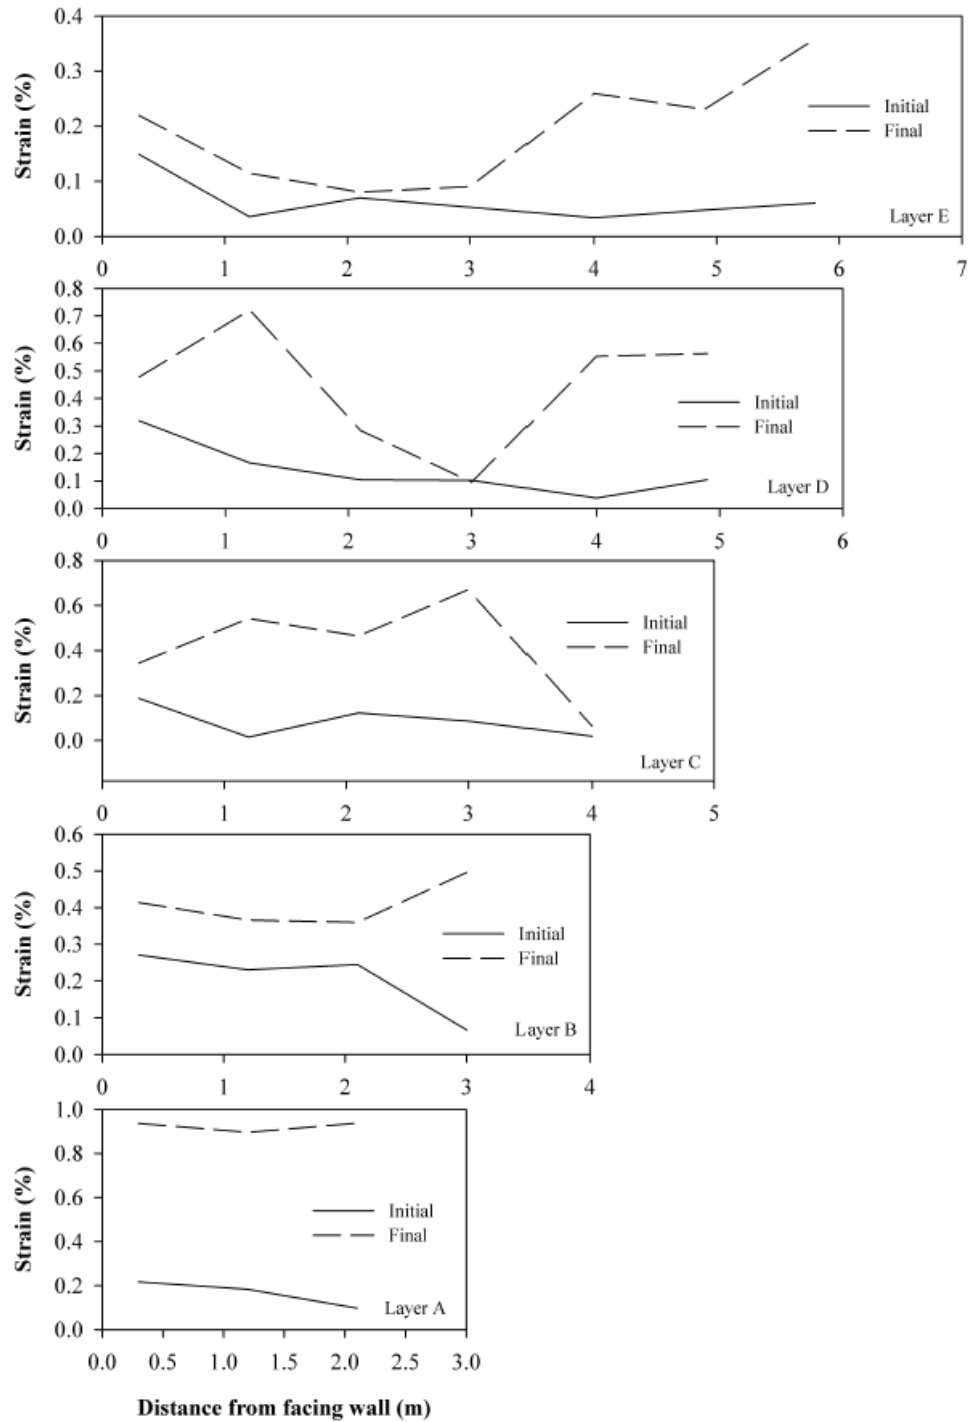 0.4
0.3
0.2
0.1
0.0
Strain (%)
Initial
Final
Layer E
0 1 2 3 4 5 6 7
0.8
0.7
0.6
0.5
0.4
0.3
0.2
0.1
0.0
Strain (%)
Initial
Final
Layer D
0 1 2 3 4 5 6
0.8
0.6
0.4
0.2
0.0
Strain (%)
Initial
Final
Layer C
0 1 2 3 4 5
0.6
0.5
0.4
0.3
0.2
0.1
0.0
Strain (%)
Initial
Final
Layer B
0 1 2 3 4
1.0
0.8
0.6
0.4
0.2
0.0
Strain (%)
Initial
Final
Layer A
0.0 0.5 1.0 1.5 2.0 2.5 3.0
Distance from facing wall (m)